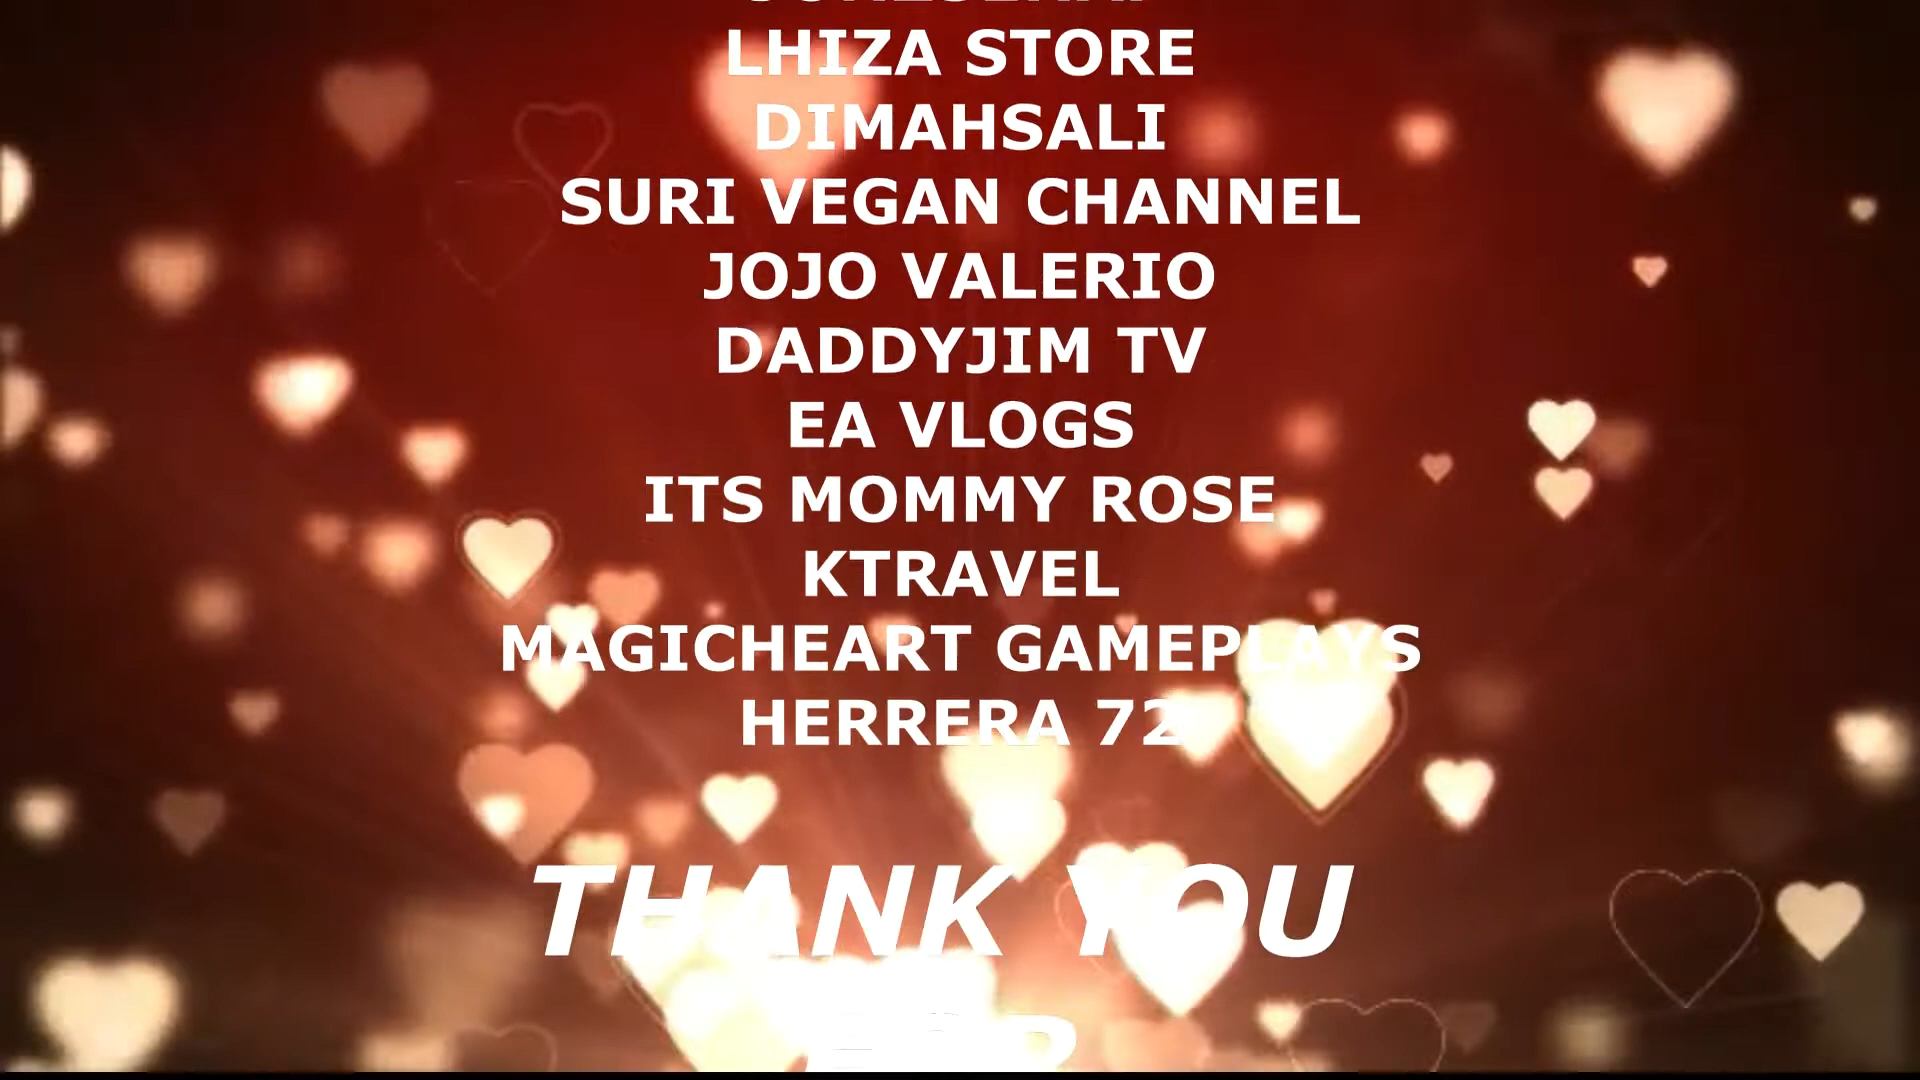 LHIZA STORE
DIMAHSALI
SURI VEGAN CHANNEL
JOJO VALERIO
DADDYJIM TV
EA VLOGS
ITS MOMMY ROSE
KTRAVEL
MAGICHEART GAMEPLAYS
HERRERA 72
THANK YOU